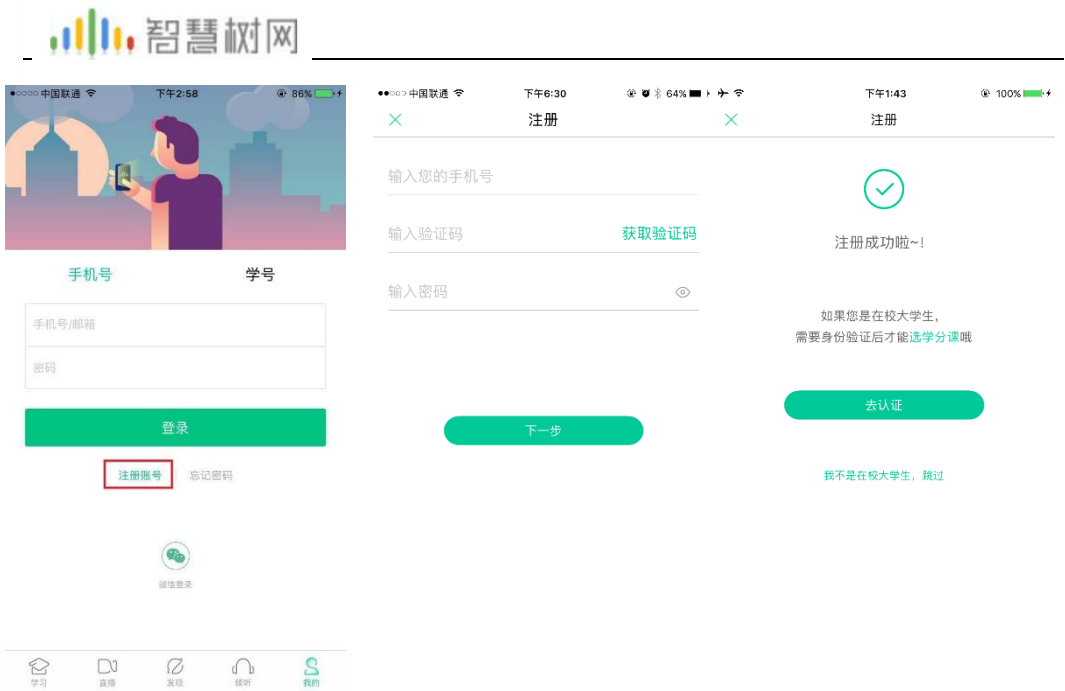 智慧树网
中国联通 下午2:58 86%
手机号 学号
手机号/邮箱
密码
登录
注册账号 忘记密码
微信登录
学习 直播 发现 倾听 我的
中国联通 下午6:30 64%
注册
输入您的手机号
输入验证码 获取验证码
输入密码
下一步
下午1:43 100%
注册
注册成功啦~!
如果您是在校大学生,
需要身份验证后才能选学分课哦
去认证
我不是在校大学生，跳过